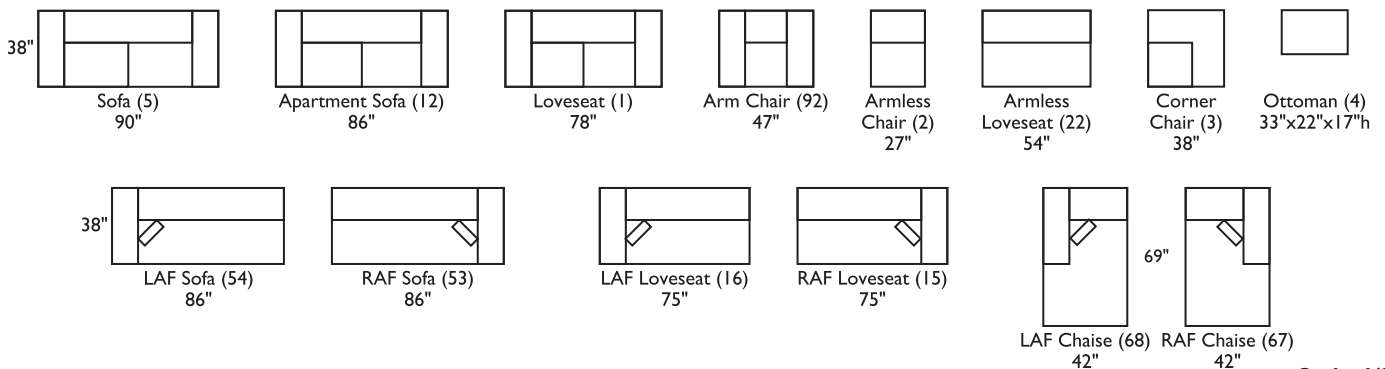 38"
Sofa (5)
90"
Apartment Sofa (12)
86"
Loveseat (1)
78"
Arm Chair (92)
47"
Armless
Chair (2)
27"
Armless
Loveseat (22)
54"
Corner
Chair (3)
38"
Ottoman (4)
33"x22"x17"h
38"
LAF Sofa (54)
86"
RAF Sofa (53)
86"
LAF Loveseat (16)
75"
RAF Loveseat (15)
75"
69"
LAF Chaise (68)
42"
RAF Chaise (67)
42"